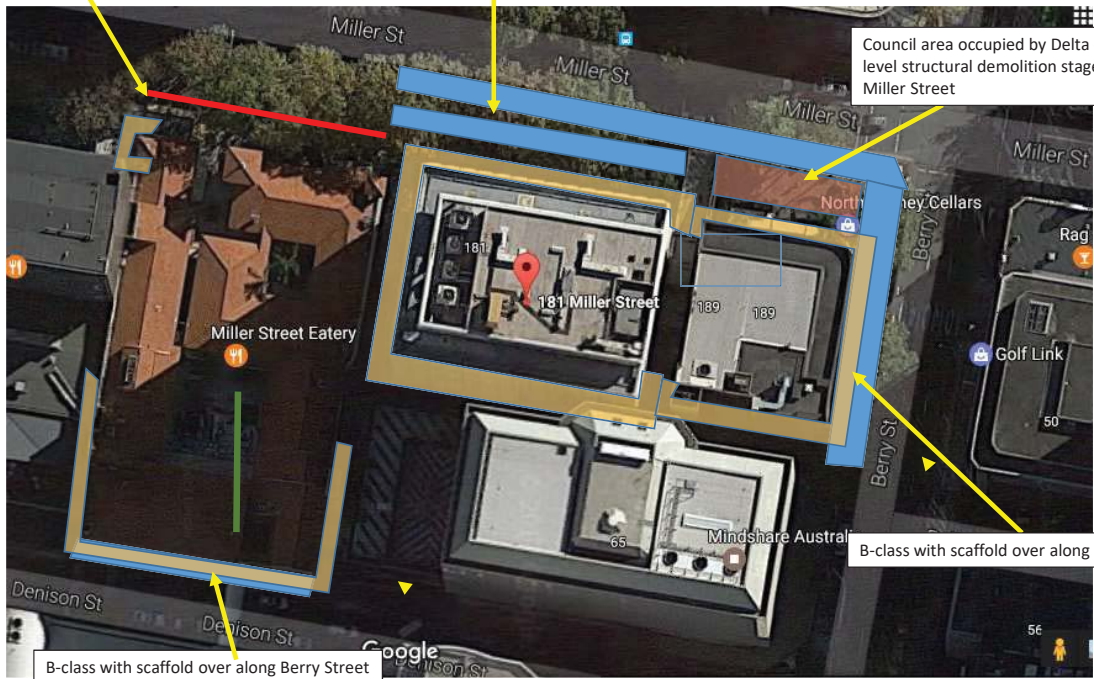 Miller St
Miller St
Council area occupied by Delta
level structural demolition stage
Miller Street
Miller St
Miller St
Cellars
Berry
Rag
181
181 Miller Street
189
189
Miller Street Eatery
Golf Link
50
Berry St
Mindshare Australi
65
B-class with scaffold over along
Denison St
Denison St
Google
Denison St
56
B-class with scaffold over along Berry Street